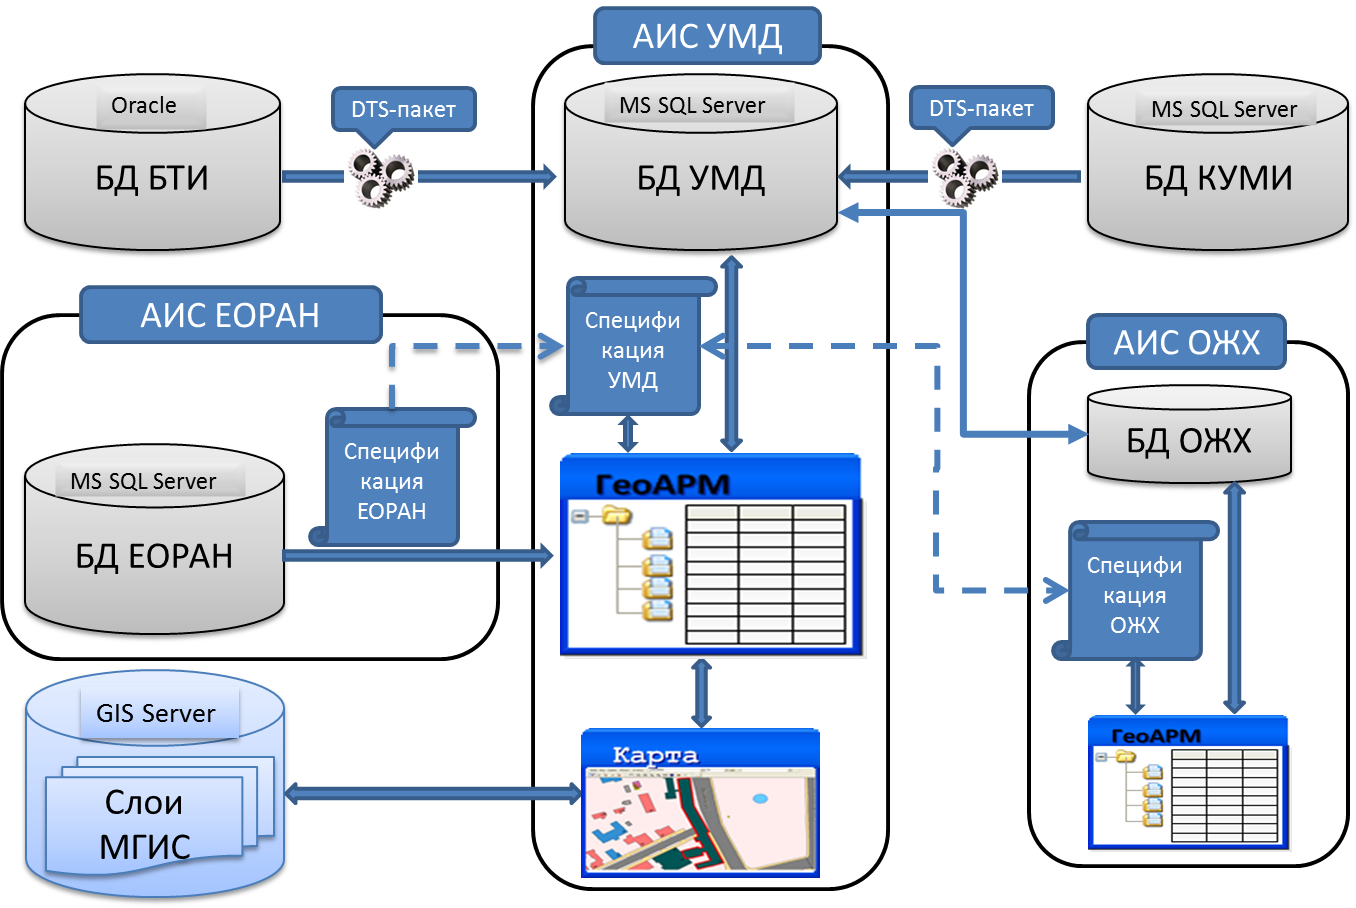 АИС УМД
Oracle
БД БТИ
DTS-пакет
MS SQL Server
БД УМД
DTS-пакет
MS SQL Server
БД КУМИ
АИС ЕОРАН
MS SQL Server
БД ЕОРАН
Специфи
кация
ЕОРАН
Специфи
кация
УМД
ГеоАРМ
Карта
АИС ОЖХ
БД ОЖХ
Специфи
кация
ОЖХ
ГеоАРМ
GIS Server
Слои
МГИС